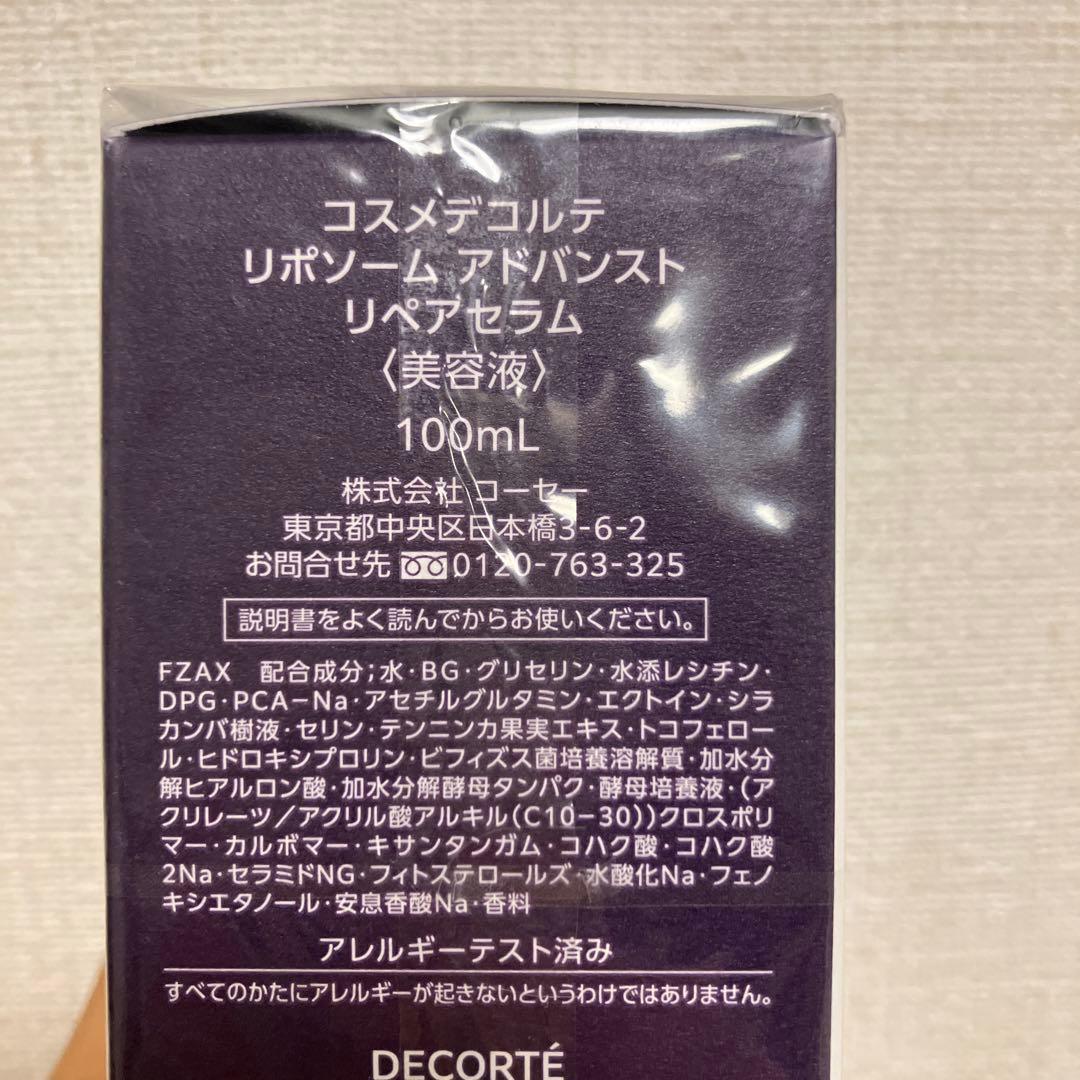 コスメデコルテ
リポソーム アドバンスト
リペアセラム
〈美容液〉
100mL
株式会社 コーセー
東京都中央区日本橋3-6-2
お問合せ先 0120-763-325
説明書をよく読んでからお使いください。
FZAX 配合成分;水・BG・グリセリン・水添レシチン・
DPG・PCA-Na・アセチルグルタミン・エクトイン・シラ
カンバ樹液・セリン・テンニンカ果実エキス・トコフェロー
ル・ヒドロキシプロリン・ビフィズス菌培養溶解質・加水分
解ヒアルロン酸・加水分解酵母タンパク・酵母培養液・(ア
クリレーツ/アクリル酸アルキル(C10-30))クロスポリ
マー・カルボマー・キサンタンガム・コハク酸・コハク酸
2Na・セラミドNG・フィトステロールズ・水酸化Na・フェノ
キシエタノール・安息香酸Na・香料
アレルギーテスト済み
すべてのかたにアレルギーが起きないというわけではありません。
DECORTÉ